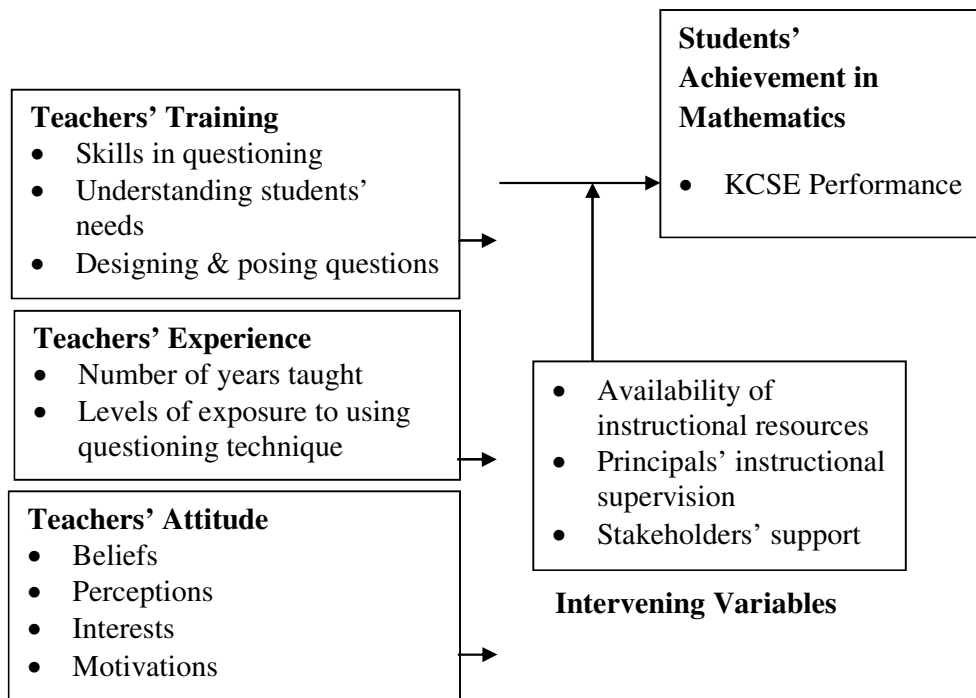 Teachers’ Training
• Skills in questioning
• Understanding students’
needs
• Designing & posing questions
Teachers’ Experience
• Number of years taught
• Levels of exposure to using
questioning technique
Teachers’ Attitude
• Beliefs
• Perceptions
• Interests
• Motivations
Students’
Achievement in
Mathematics
• KCSE Performance
• Availability of
instructional resources
• Principals’ instructional
supervision
• Stakeholders’ support
Intervening Variables